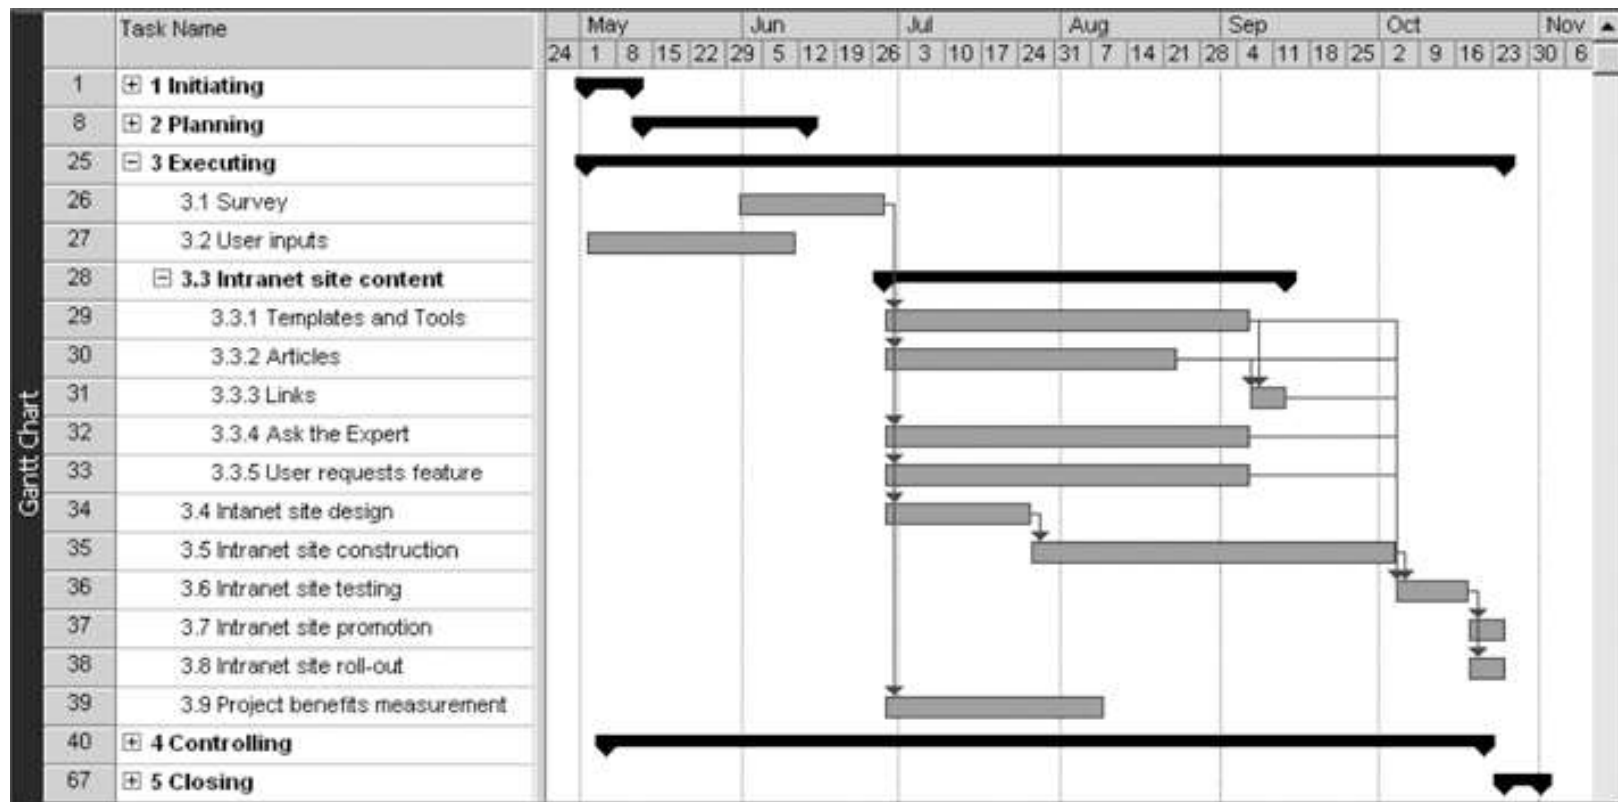 Task Name
May Jun Jul Aug Sep Oct Nov
24 1 8 15 22 29 5 12 19 26 3 10 17 24 31 7 14 21 28 4 11 18 25 2 9 16 23 30 6
1 1 Initiating
8 2 Planning
25 3 Executing
26 3.1 Survey
27 3.2 User inputs
28 3.3 Intranet site content
29 3.3.1 Templates and Tools
30 3.3.2 Articles
31 3.3.3 Links
32 3.3.4 Ask the Expert
33 3.3.5 User requests feature
34 3.4 Intanet site design
35 3.5 Intranet site construction
36 3.6 Intranet site testing
37 3.7 Intranet site promotion
38 3.8 Intranet site roll-out
39 3.9 Project benefits measurement
40 4 Controlling
67 5 Closing
Gantt Chart